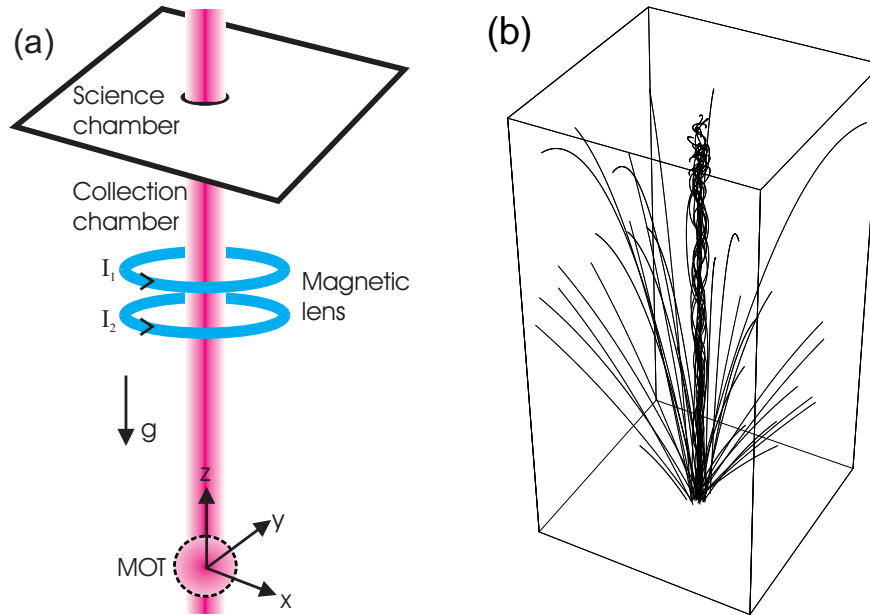 (a)
Science
chamber
Collection
chamber
I₁
I₂
Magnetic
lens
g
z
y
x
MOT
(b)